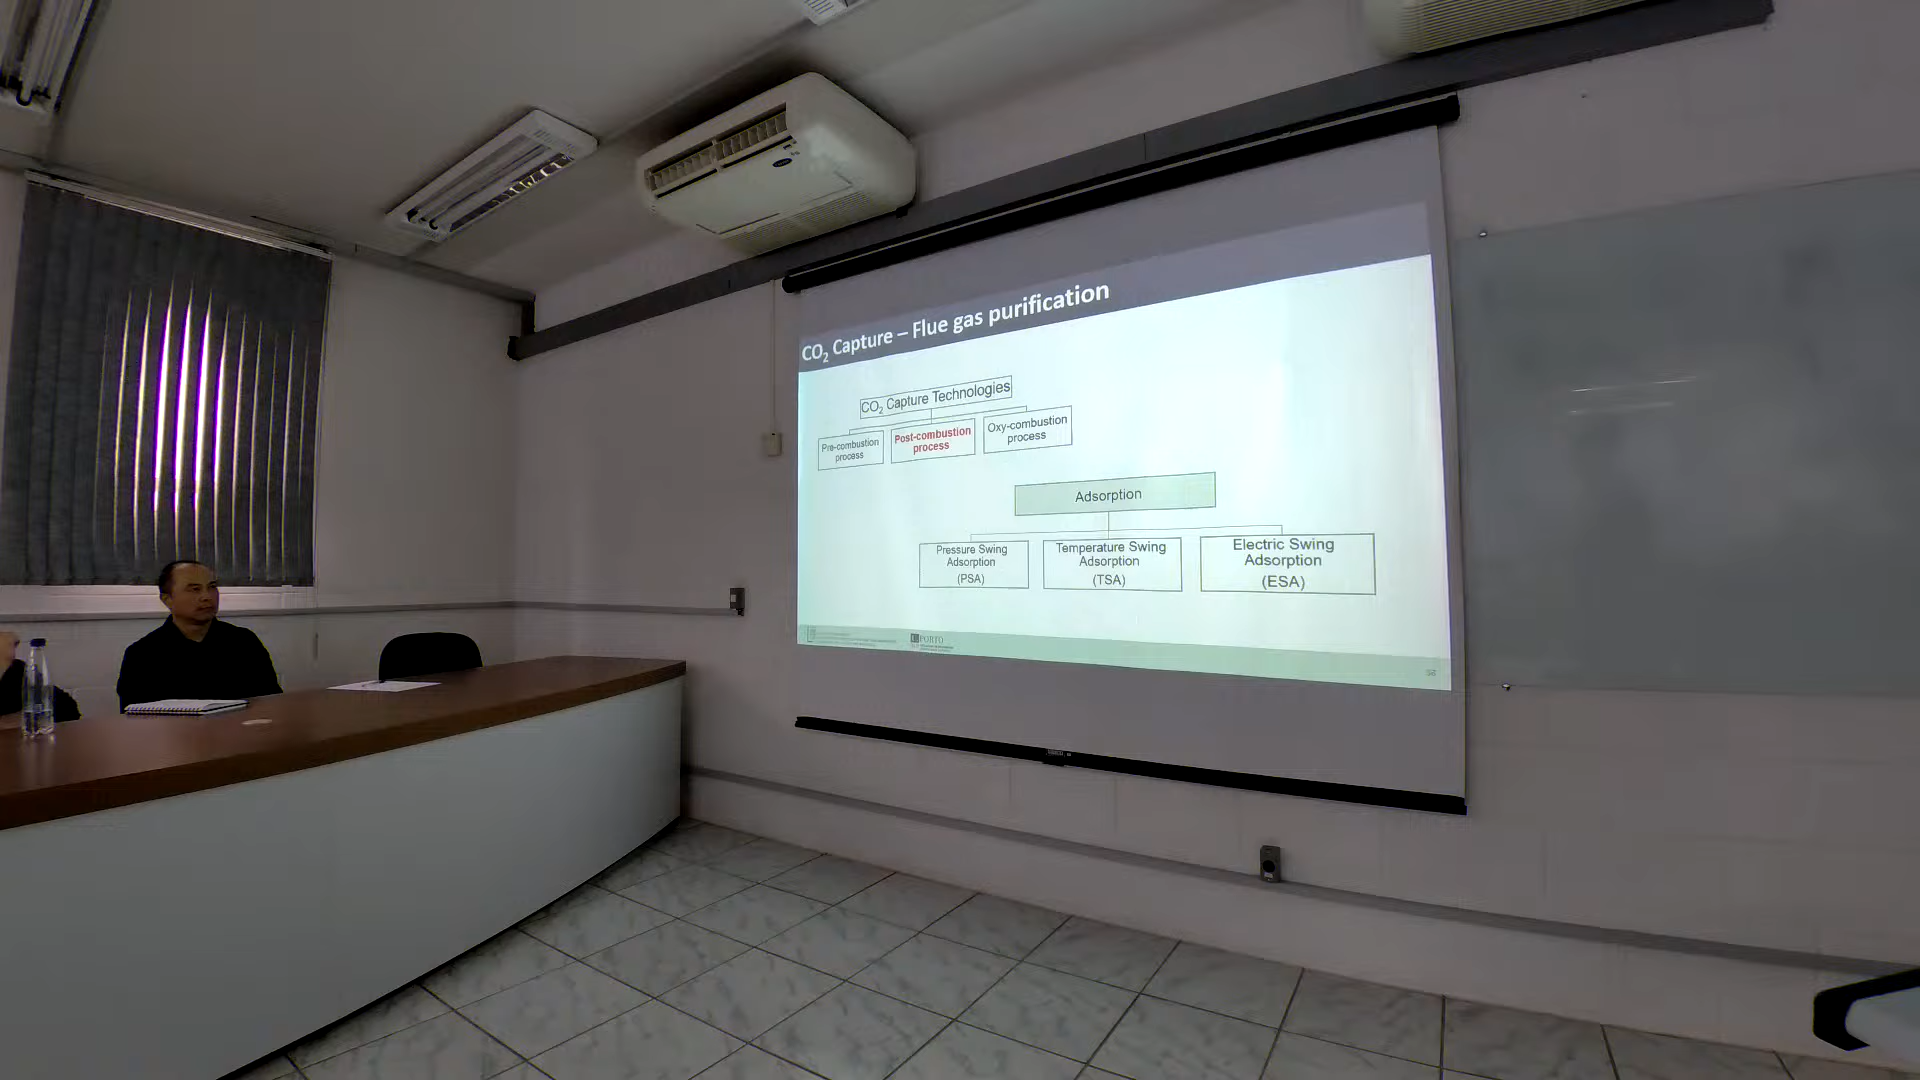 CO₂ Capture – Flue gas purification
CO₂ Capture Technologies
Pre-combustion
process
Post-combustion
process
Oxy-combustion
process
Adsorption
Pressure Swing
Adsorption
(PSA)
Temperature Swing
Adsorption
(TSA)
Electric Swing
Adsorption
(ESA)
U.PORTO